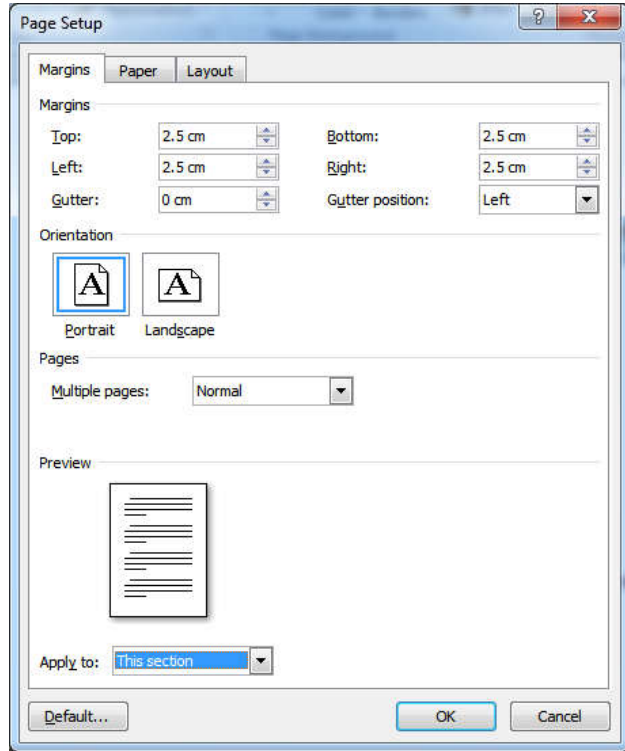 Page Setup
?
Margins Paper Layout
Margins
Top: 2.5 cm Bottom: 2.5 cm
Left: 2.5 cm Right: 2.5 cm
Gutter: 0 cm Gutter position: Left
Orientation
A A
Portrait Landscape
Pages
Multiple pages: Normal
Preview
Apply to: This section
Default... OK Cancel